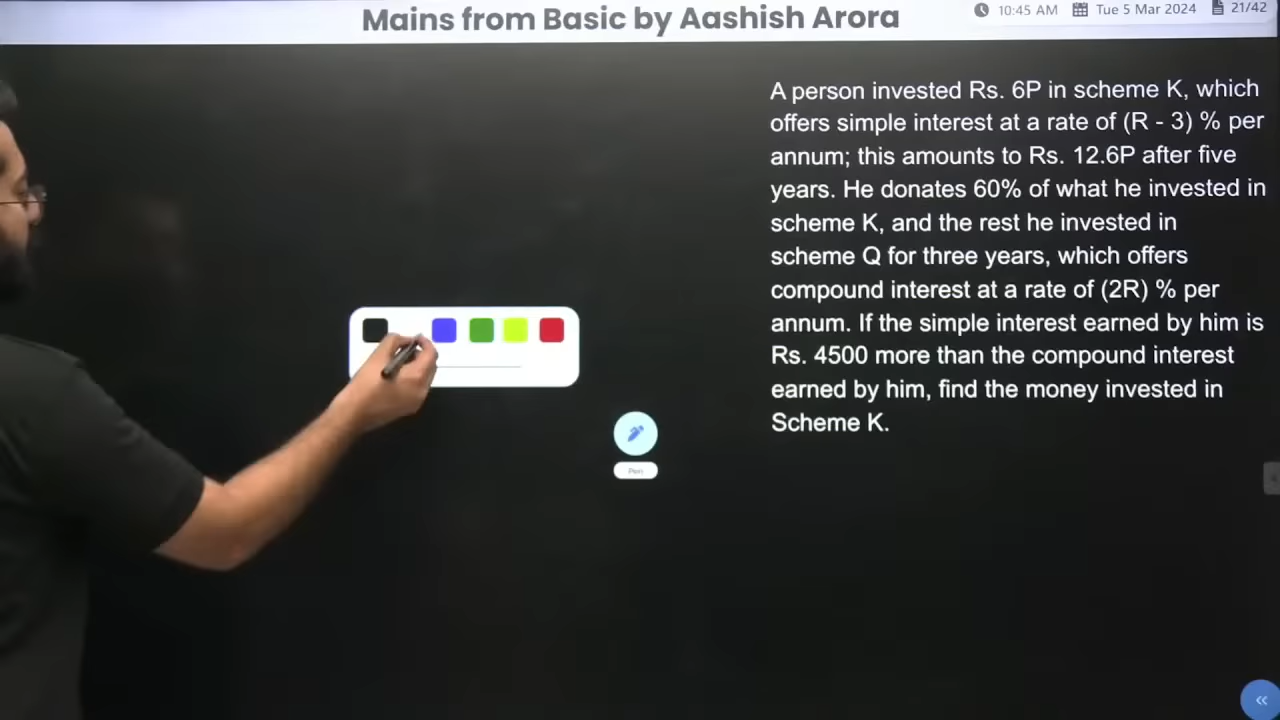 Mains from Basic by Aashish Arora
10:45 AM Tue 5 Mar 2024 21/42
A person invested Rs. 6P in scheme K, which
offers simple interest at a rate of (R - 3) % per
annum; this amounts to Rs. 12.6P after five
years. He donates 60% of what he invested in
scheme K, and the rest he invested in
scheme Q for three years, which offers
compound interest at a rate of (2R) % per
annum. If the simple interest earned by him is
Rs. 4500 more than the compound interest
earned by him, find the money invested in
Scheme K.
Pen